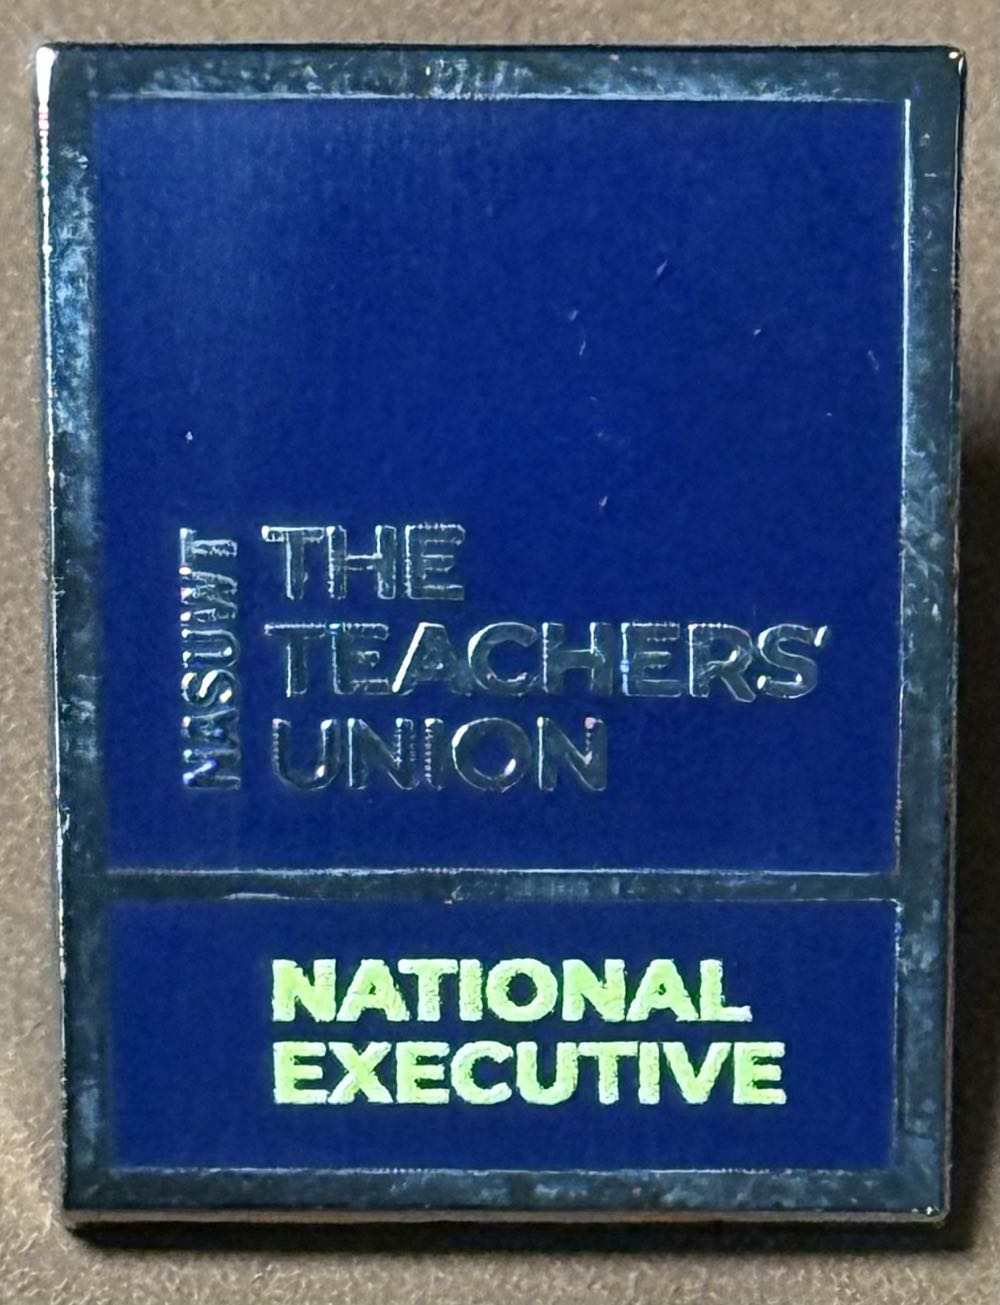 NASUWT
THE
TEACHERS'
UNION
NATIONAL
EXECUTIVE